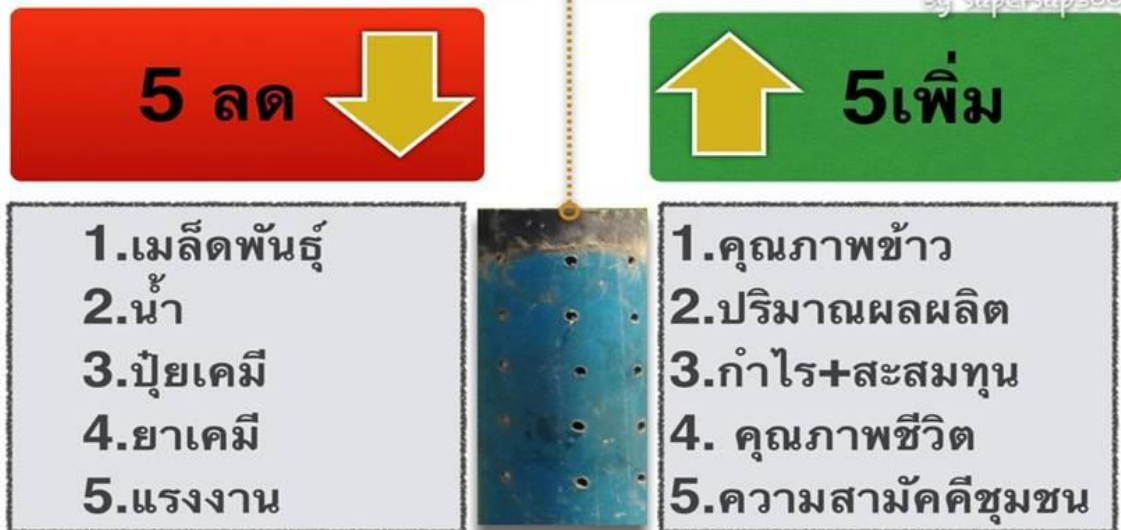 by supersup300
5 ลด
5เพิ่ม
1.เมล็ดพันธุ์
2.น้ำ
3.ปุ๋ยเคมี
4.ยาเคมี
5.แรงงาน
1.คุณภาพข้าว
2.ปริมาณผลผลิต
3.กำไร+สะสมทุน
4. คุณภาพชีวิต
5.ความสามัคคีชุมชน